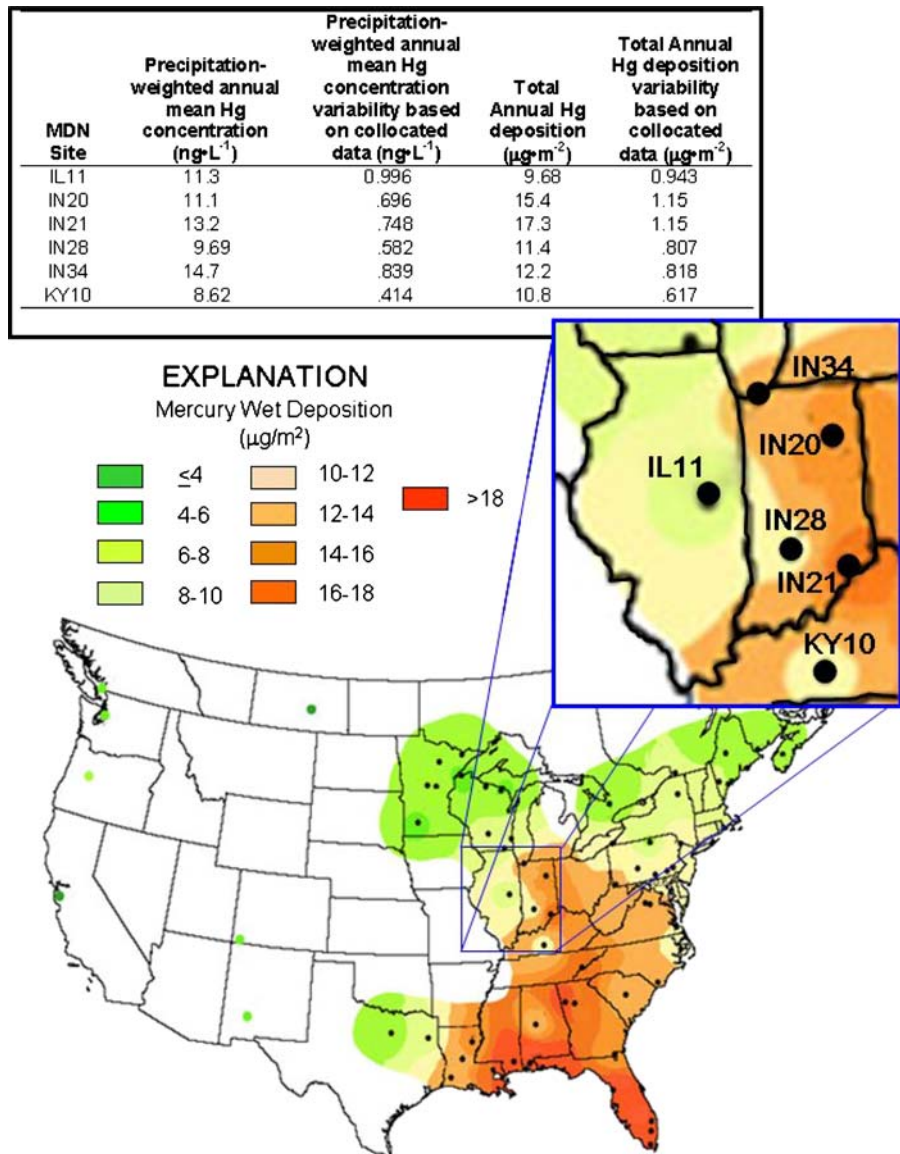 MDN Site Precipitation-weighted annual mean Hg concentration (ng•L-1) Precipitation-weighted annual mean Hg concentration variability based on collocated data (ng•L-1) Total Annual Hg deposition (µg•m-2) Total Annual Hg deposition variability based on collocated data (µg•m-2)
IL11 11.3 0.996 9.68 0.943
IN20 11.1 .696 15.4 1.15
IN21 13.2 .748 17.3 1.15
IN28 9.69 .582 11.4 .807
IN34 14.7 .839 12.2 .818
KY10 8.62 .414 10.8 .617
EXPLANATION
Mercury Wet Deposition
(µg/m²)
≤4
4-6
6-8
8-10
10-12
12-14
14-16
16-18
>18
IN34
IN20
IL11
IN28
IN21
KY10